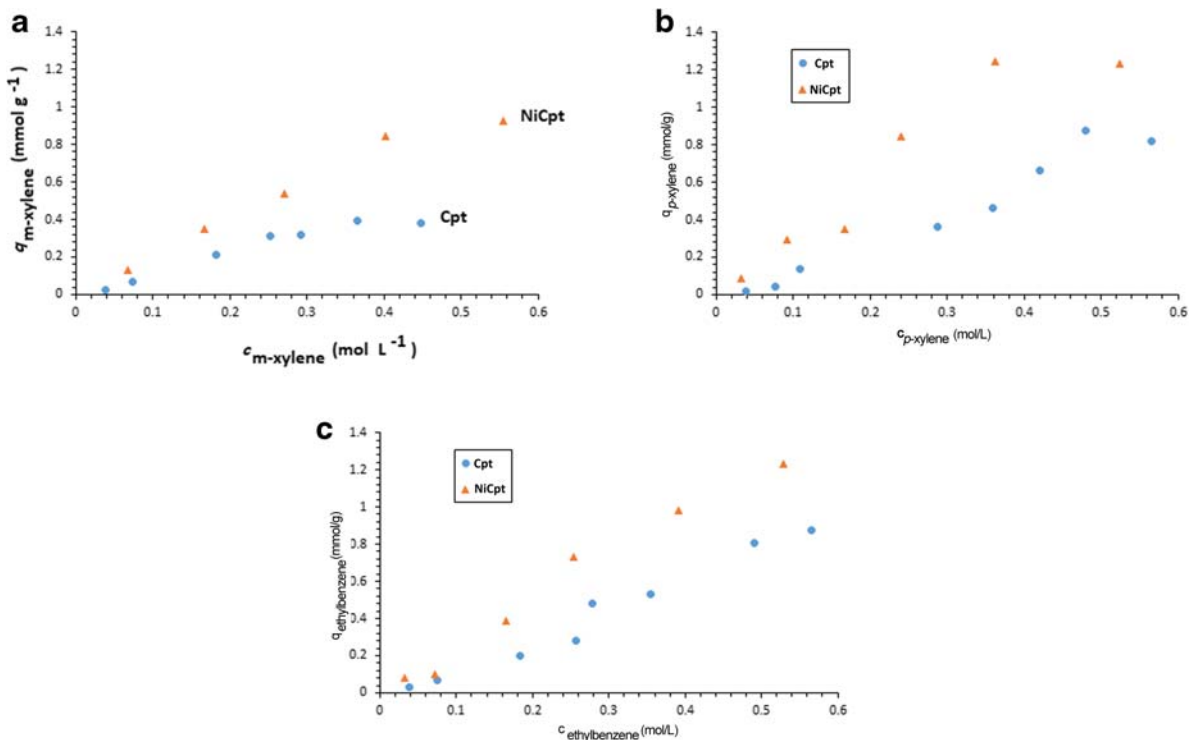 a
1.4
1.2
1
0.8
0.6
0.4
0.2
0
0 0.1 0.2 0.3 0.4 0.5 0.6
q m-xylene (mmol g -1)
c m-xylene (mol L -1)
NiCpt
Cpt
b
1.4
1.2
1
0.8
0.6
0.4
0.2
0
0 0.1 0.2 0.3 0.4 0.5 0.6
q p-xylene (mmol/g)
c p-xylene (mol/L)
Cpt
NiCpt
c
1.4
1.2
1
0.8
0.6
0.4
0.2
0
0 0.1 0.2 0.3 0.4 0.5 0.6
q ethylbenzene (mmol/g)
c ethylbenzene (mol/L)
Cpt
NiCpt